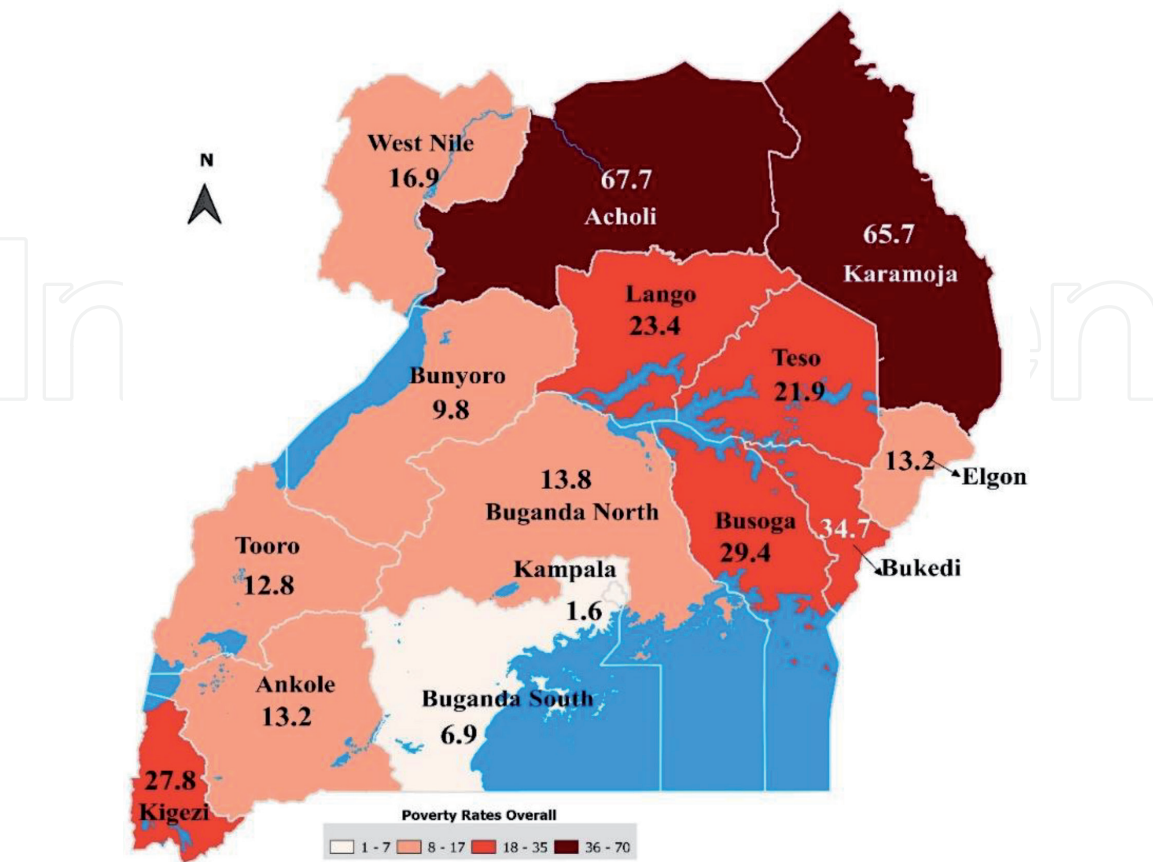 West Nile
16.9
N
67.7
Acholi
65.7
Karamoja
Lango
23.4
Teso
21.9
Bunyoro
9.8
13.2
Elgon
13.8
Buganda North
Busoga
29.4
34.7
Bukedi
Tooro
12.8
Kampala
1.6
Ankole
13.2
Buganda South
6.9
27.8
Kigezi
Poverty Rates Overall
1 - 7 8 - 17 18 - 35 36 - 70
In
en